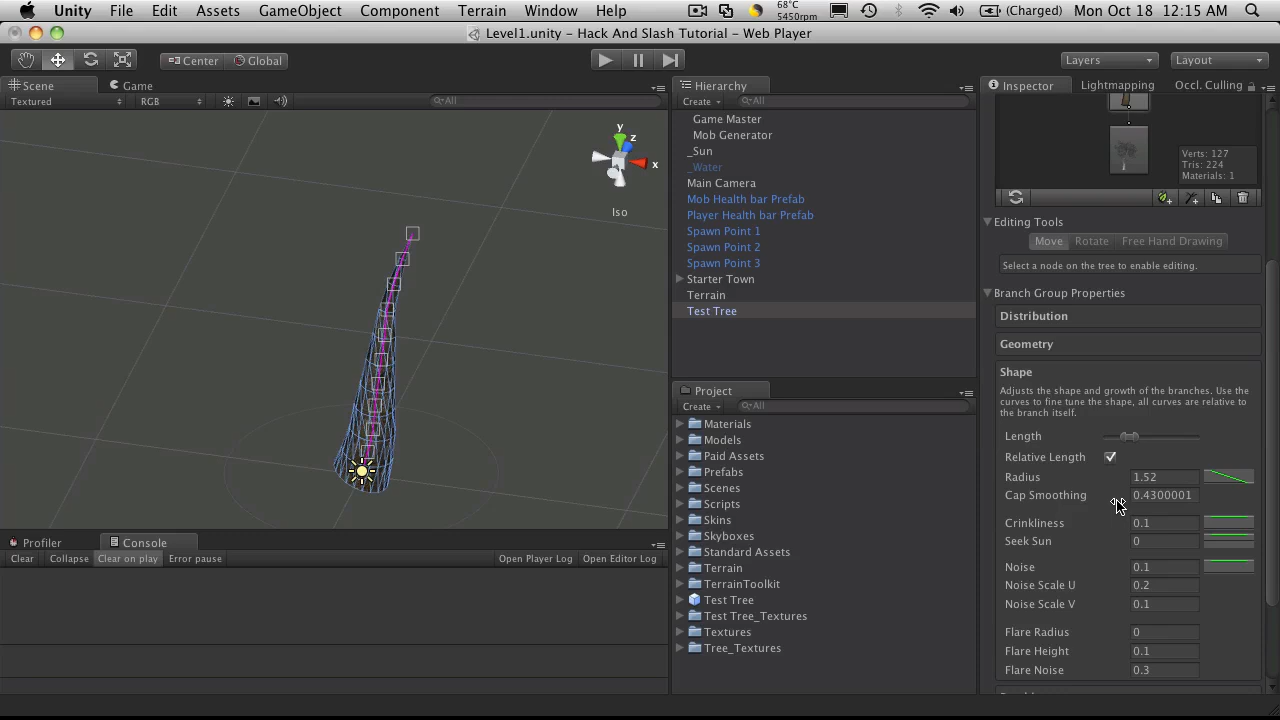 Unity File Edit Assets GameObject Component Terrain Window Help 68°C 5450rpm (Charged) Mon Oct 18 12:15 AM
Level1.unity - Hack And Slash Tutorial - Web Player
Center Global Layers Layout
Scene Game
Textured RGB All
y
z
x
Iso
Hierarchy
Create All
Game Master
Mob Generator
_Sun
_Water
Main Camera
Mob Health bar Prefab
Player Health bar Prefab
Spawn Point 1
Spawn Point 2
Spawn Point 3
Starter Town
Terrain
Test Tree
Project
Create All
Materials
Models
Paid Assets
Prefabs
Scenes
Scripts
Skins
Skyboxes
Standard Assets
Terrain
TerrainToolkit
Test Tree
Test Tree_Textures
Textures
Tree_Textures
Profiler Console
Clear Collapse Clear on play Error pause Open Player Log Open Editor Log
Inspector Lightmapping Occl. Culling
Verts: 127
Tris: 224
Materials: 1
Editing Tools
Move Rotate Free Hand Drawing
Select a node on the tree to enable editing.
Branch Group Properties
Distribution
Geometry
Shape
Adjusts the shape and growth of the branches. Use the
curves to fine tune the shape, all curves are relative to
the branch itself.
Length
Relative Length
Radius 1.52
Cap Smoothing 0.4300001
Crinkliness 0.1
Seek Sun 0
Noise 0.1
Noise Scale U 0.2
Noise Scale V 0.1
Flare Radius 0
Flare Height 0.1
Flare Noise 0.3